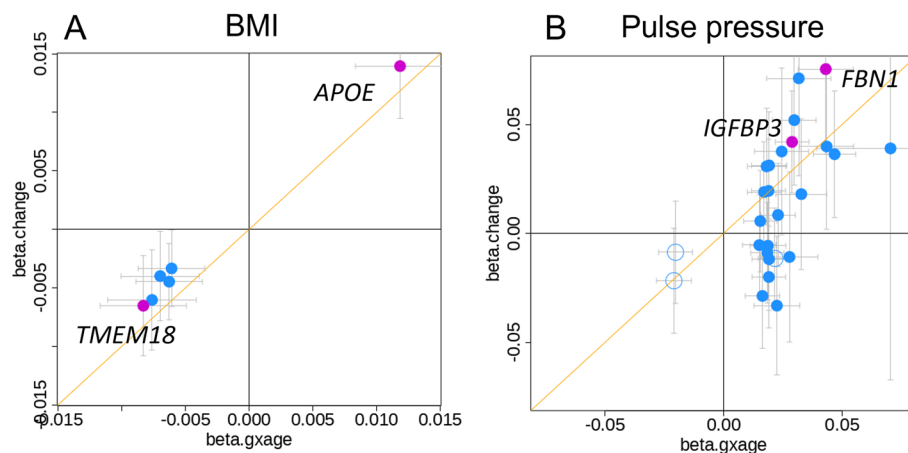 A BMI
0.015
0.005
-0.005
-0.015
beta.change
APOE
TMEM18
-0.015 -0.005 0.000 0.005 0.010 0.015
beta.gxage
B Pulse pressure
0.05
0.00
-0.05
beta.change
FBN1
IGFBP3
-0.05 0.00 0.05
beta.gxage